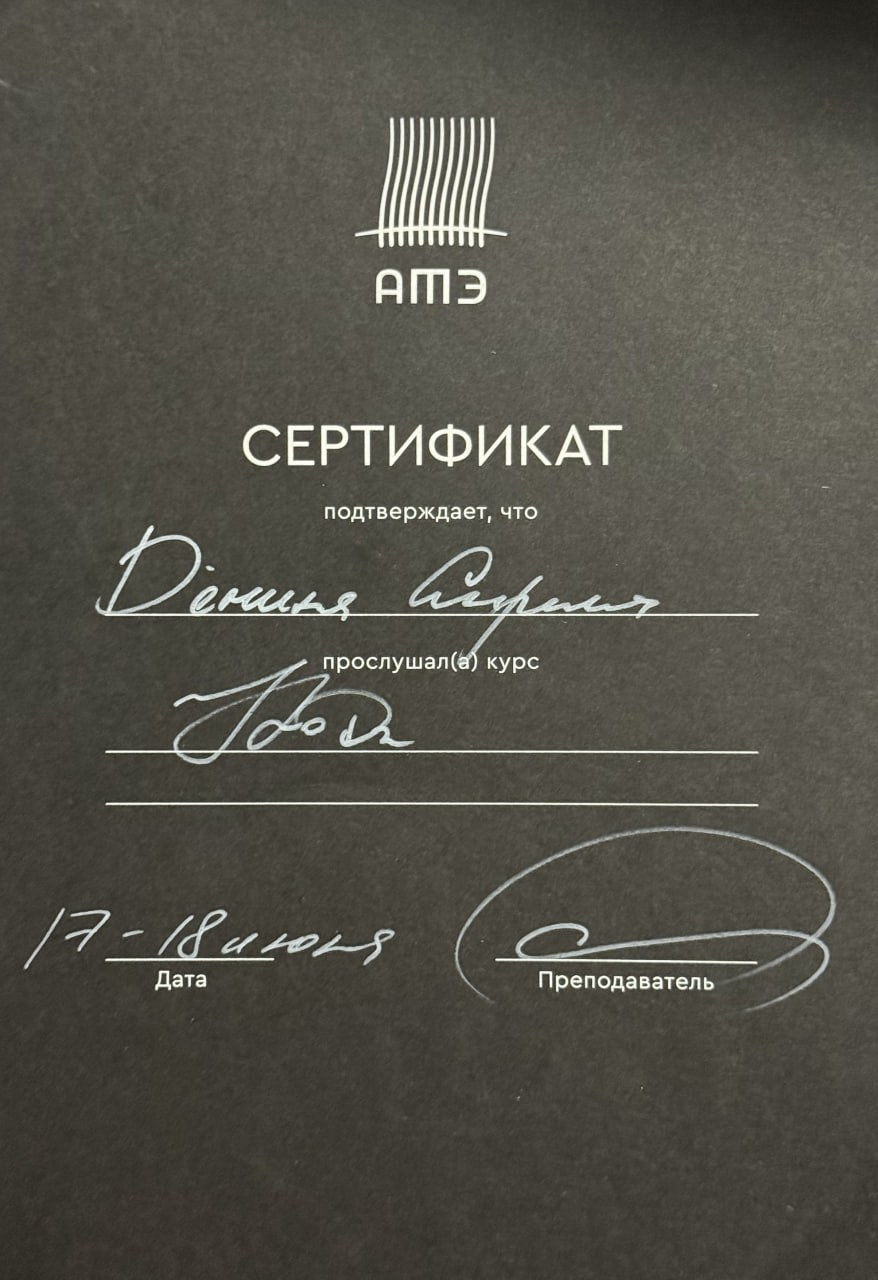 АТЭ
СЕРТИФИКАТ
подтверждает, что
прослушал(а) курс
17-18 июня
Дата
Преподаватель